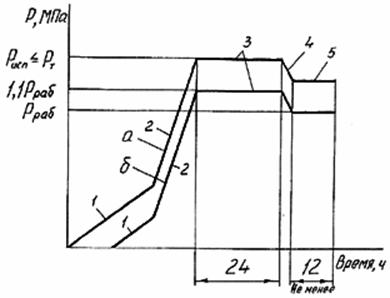 P, МПа
Pисп ≤ Pт
1,1Pраб
Pраб
3
4
5
2
а
б
2
1
1
24
12
Время, ч
Не менее